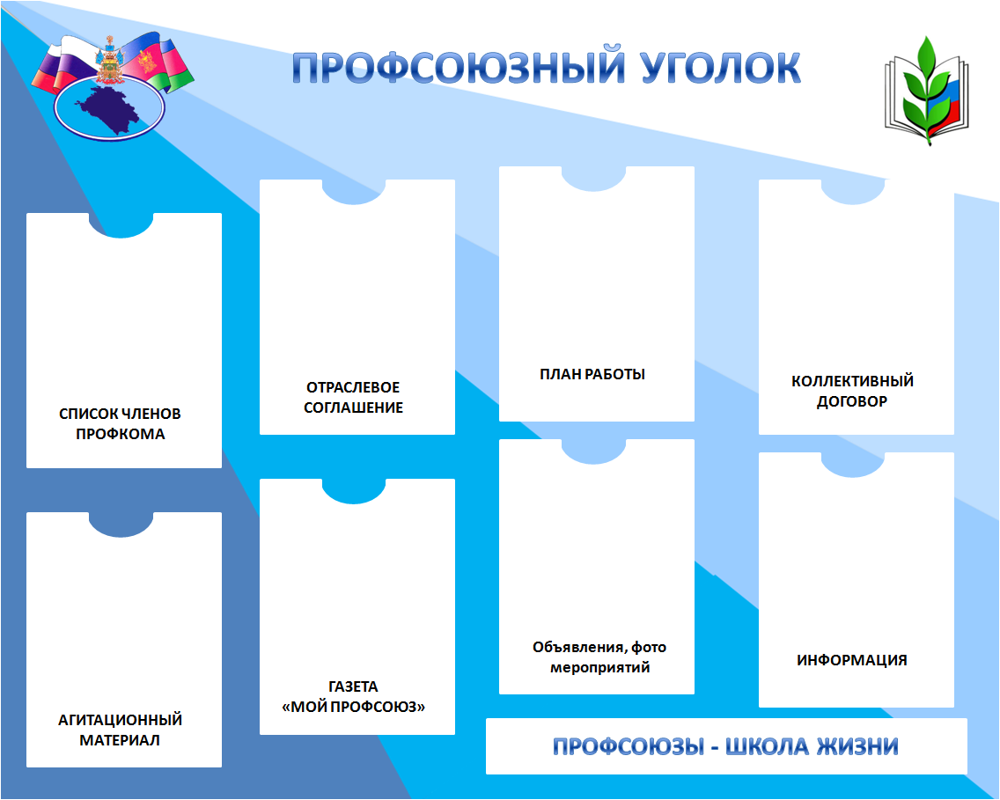 ПРОФСОЮЗНЫЙ УГОЛОК
СПИСОК ЧЛЕНОВ
ПРОФКОМА
ОТРАСЛЕВОЕ
СОГЛАШЕНИЕ
ПЛАН РАБОТЫ
КОЛЛЕКТИВНЫЙ
ДОГОВОР
АГИТАЦИОННЫЙ
МАТЕРИАЛ
ГАЗЕТА
«МОЙ ПРОФСОЮЗ»
Объявления, фото
мероприятий
ИНФОРМАЦИЯ
ПРОФСОЮЗЫ - ШКОЛА ЖИЗНИ